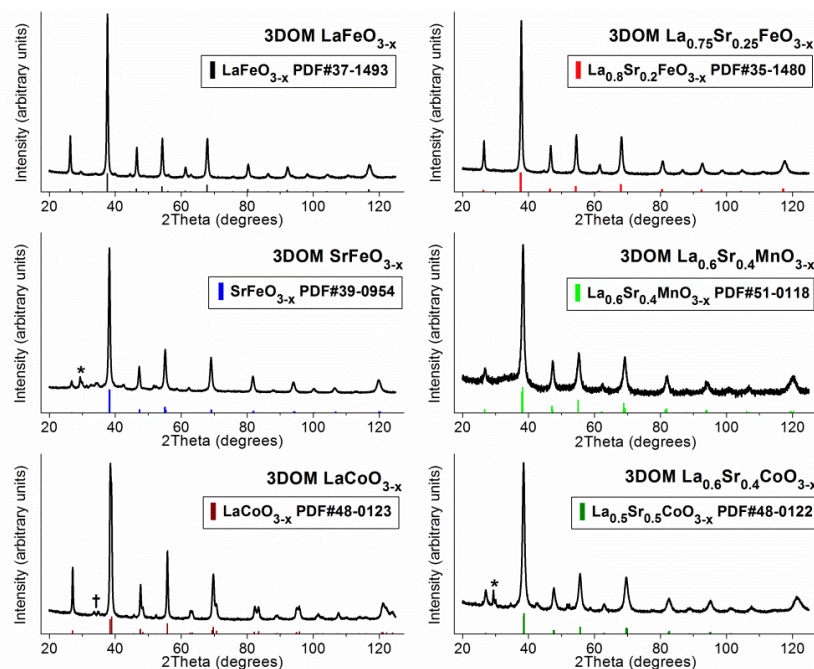 3DOM LaFeO3-x
LaFeO3-x PDF#37-1493
Intensity (arbitrary units)
20 40 60 80 100 120
2Theta (degrees)
3DOM La0.75Sr0.25FeO3-x
La0.8Sr0.2FeO3-x PDF#35-1480
Intensity (arbitrary units)
20 40 60 80 100 120
2Theta (degrees)
3DOM SrFeO3-x
SrFeO3-x PDF#39-0954
*
Intensity (arbitrary units)
20 40 60 80 100 120
2Theta (degrees)
3DOM La0.6Sr0.4MnO3-x
La0.6Sr0.4MnO3-x PDF#51-0118
Intensity (arbitrary units)
20 40 60 80 100 120
2Theta (degrees)
3DOM LaCoO3-x
LaCoO3-x PDF#48-0123
†
Intensity (arbitrary units)
20 40 60 80 100 120
2Theta (degrees)
3DOM La0.6Sr0.4CoO3-x
La0.5Sr0.5CoO3-x PDF#48-0122
*
Intensity (arbitrary units)
20 40 60 80 100 120
2Theta (degrees)